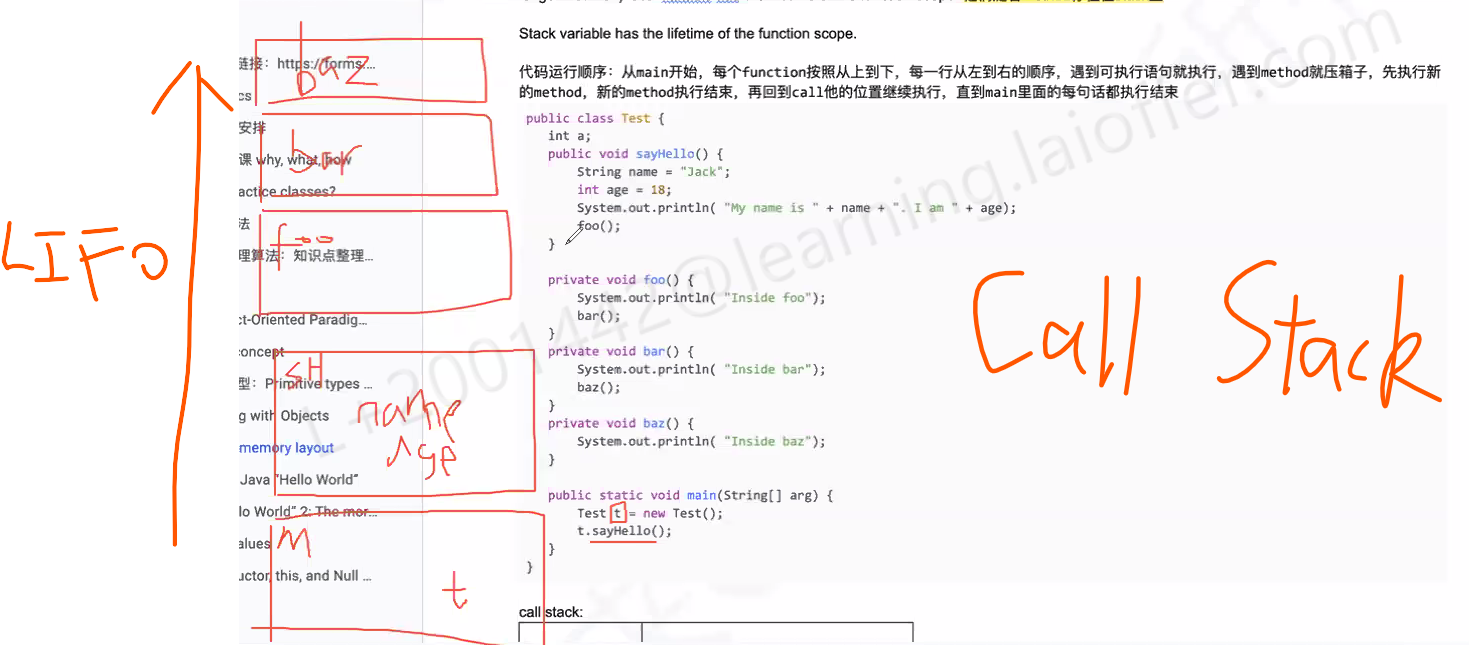 Stack variable has the lifetime of the function scope.
代码运行顺序：从main开始，每个function按照从上到下，每一行从左到右的顺序，遇到可执行语句就执行，遇到method就压箱子，先执行新
的method，新的method执行结束，再回到call他的位置继续执行，直到main里面的每句话都执行结束
public class Test {
int a;
public void sayHello() {
String name = "Jack";
int age = 18;
System.out.println( "My name is " + name + ". I am " + age);
foo();
}
private void foo() {
System.out.println( "Inside foo");
bar();
}
private void bar() {
System.out.println( "Inside bar");
baz();
}
private void baz() {
System.out.println( "Inside baz");
}
public static void main(String[] arg) {
Test t = new Test();
t.sayHello();
}
}
call stack:
链接：https://forms....
cs
安排
课 why, what, how
actice classes?
法
理算法：知识点整理...
ct-Oriented Paradig...
concept
型：Primitive types ...
g with Objects
memory layout
Java "Hello World"
lo World" 2: The mor...
alues
uctor, this, and Null ...
baz
bar
foo
SH
name
Age
m
t
LIFO
Call Stack
L+2001442@learning.laioffer.com